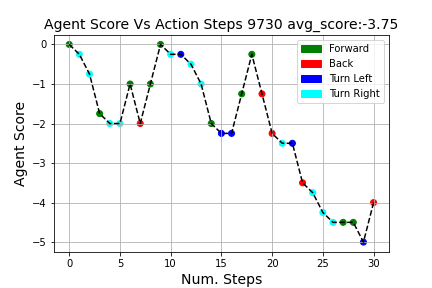 Agent Score Vs Action Steps 9730 avg_score:-3.75
Agent Score
0
−1
−2
−3
−4
−5
Forward
Back
Turn Left
Turn Right
0 5 10 15 20 25 30
Num. Steps